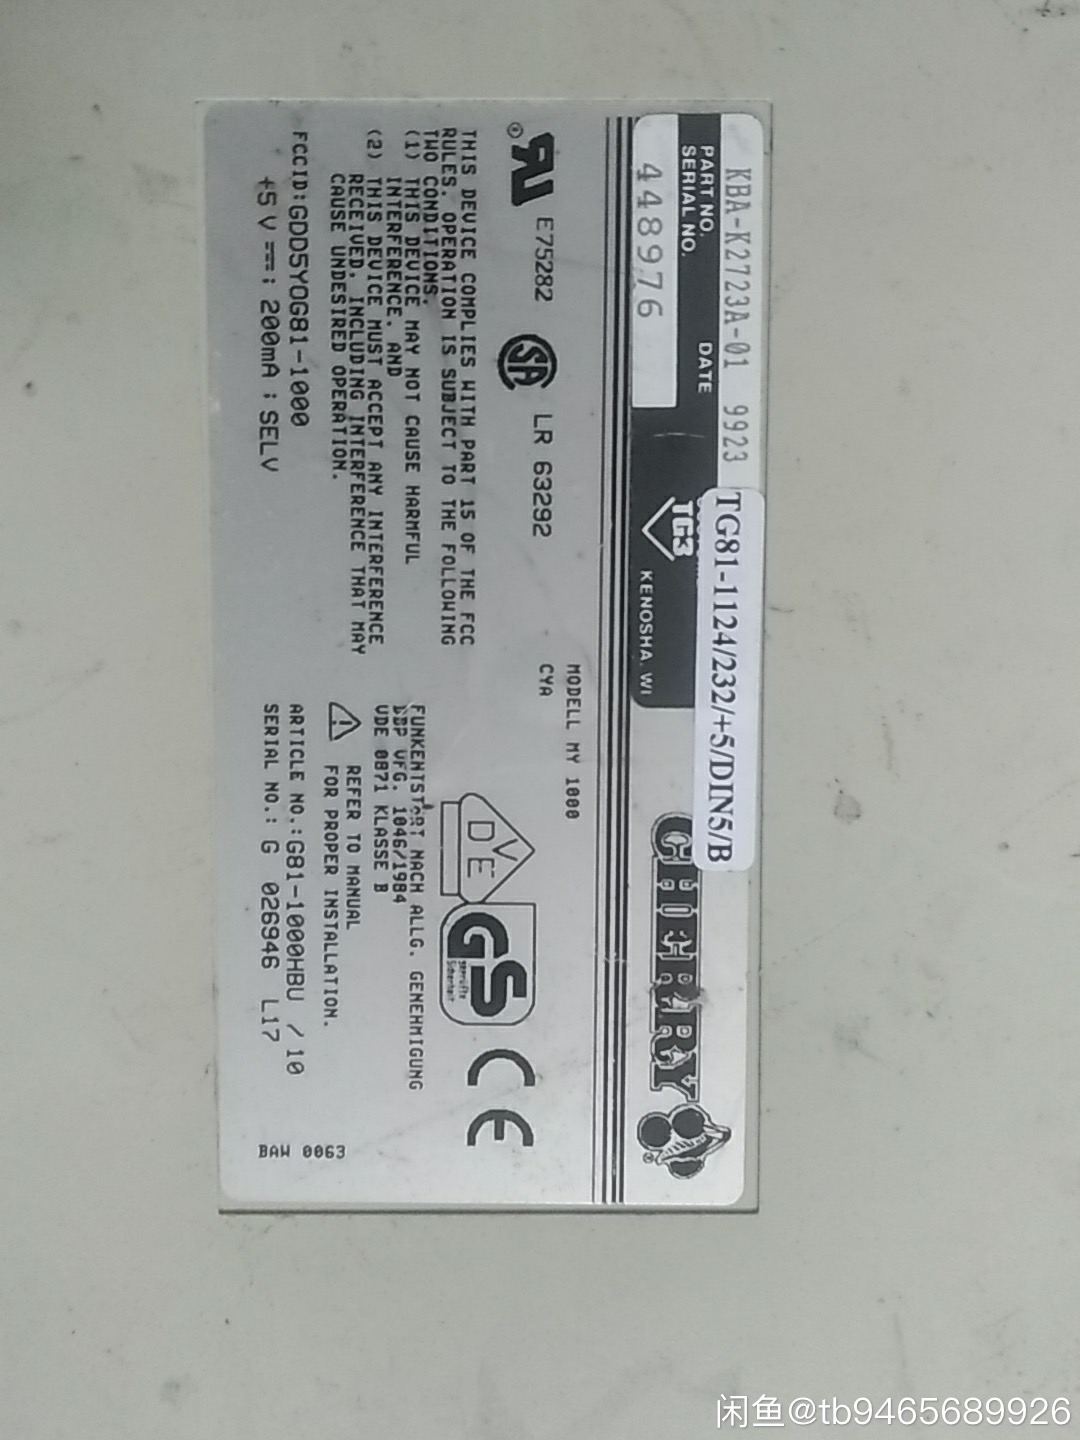 KBA-K2723A-01 9923
PART NO. DATE
SERIAL NO.
448976
TG81-1124/232/+5/DIN5/B
TG3
KENOSHA, WI
CHERRY
®
MODELL MY 1000
CYA
® E75282 SA LR 63292
THIS DEVICE COMPLIES WITH PART 15 OF THE FCC
RULES. OPERATION IS SUBJECT TO THE FOLLOWING
TWO CONDITIONS.
(1) THIS DEVICE MAY NOT CAUSE HARMFUL
INTERFERENCE, AND
(2) THIS DEVICE MUST ACCEPT ANY INTERFERENCE
RECEIVED, INCLUDING INTERFERENCE THAT MAY
CAUSE UNDESIRED OPERATION.
FCCID:GDD5YOG81-1000
+5 V ⎓; 200mA ; SELV
DVE
GS
geprüfte
Sicherheit
CE
FUNKENTSTÖRT NACH ALLG. GENEHMIGUNG
DBP VFG. 1046/1984
VDE 0871 KLASSE B
REFER TO MANUAL
FOR PROPER INSTALLATION.
ARTICLE NO.:G81-1000HBU /10
SERIAL NO.: G 026946 L17
BAW 0063
闲鱼@tb9465689926